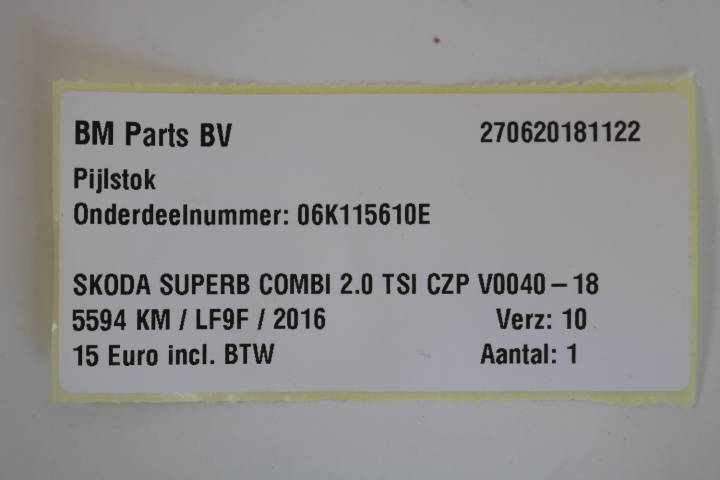 BM Parts BV 270620181122
Pijlstok
Onderdeelnummer: 06K115610E
SKODA SUPERB COMBI 2.0 TSI CZP V0040-18
5594 KM / LF9F / 2016 Verz: 10
15 Euro incl. BTW Aantal: 1